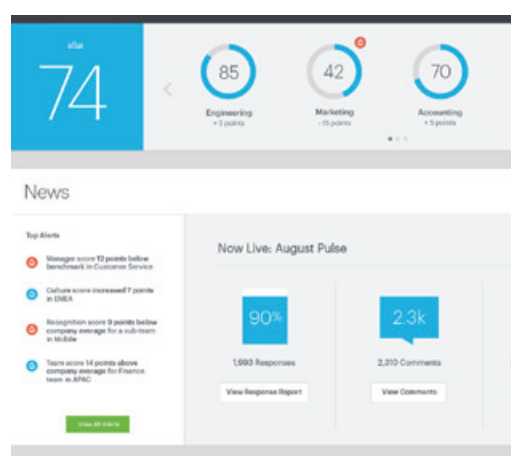 eSat
74
85
42
70
Engineering
+ 5 points
Marketing
- 15 points
Accounting
+ 5 points
News
Top Alerts
Manager score 12 points below
benchmark in Customer Service
Culture score increased 7 points
in EMEA
Recognition score 9 points below
company average for a sub-team
in Mobile
Team score 14 points above
company average for Finance
team in APAC
View All Alerts
Now Live: August Pulse
90%
1,993 Responses
View Response Report
2.3k
2,310 Comments
View Comments